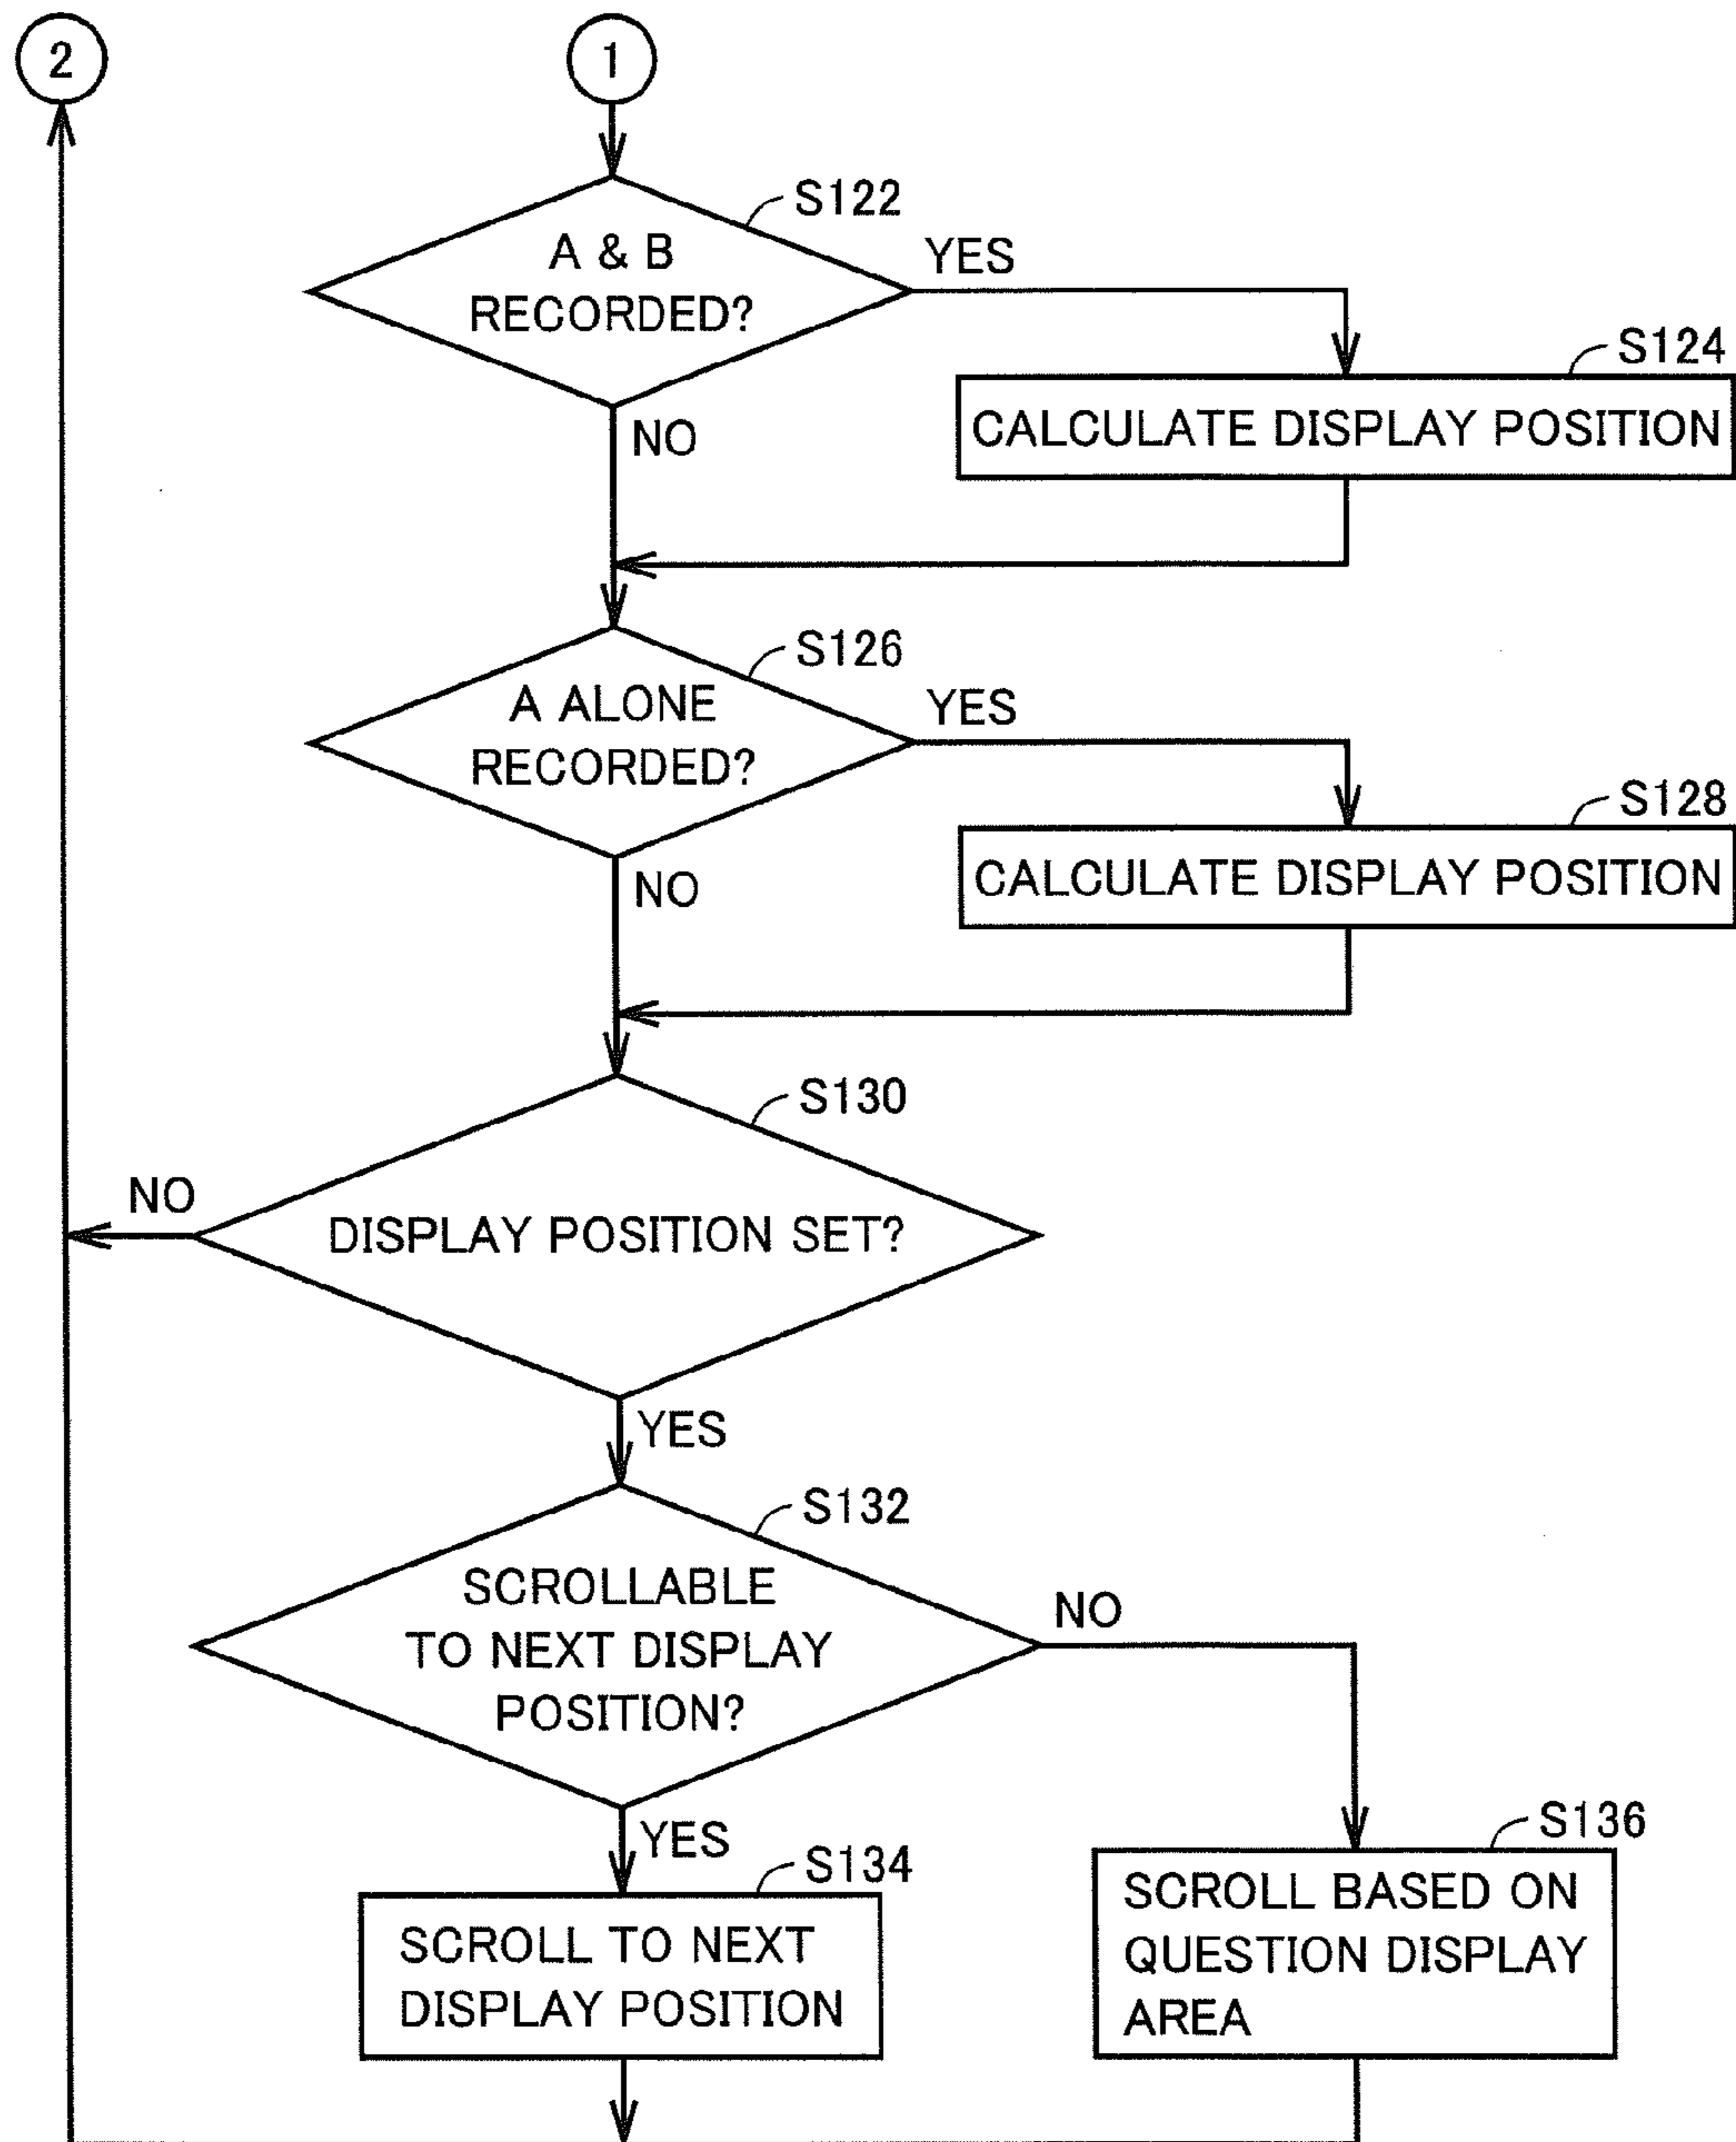 2
1
S122
A & B
RECORDED?
YES
NO
S124
CALCULATE DISPLAY POSITION
S126
A ALONE
RECORDED?
YES
NO
S128
CALCULATE DISPLAY POSITION
S130
DISPLAY POSITION SET?
NO
YES
S132
SCROLLABLE
TO NEXT DISPLAY
POSITION?
NO
YES
S134
SCROLL TO NEXT
DISPLAY POSITION
S136
SCROLL BASED ON
QUESTION DISPLAY
AREA